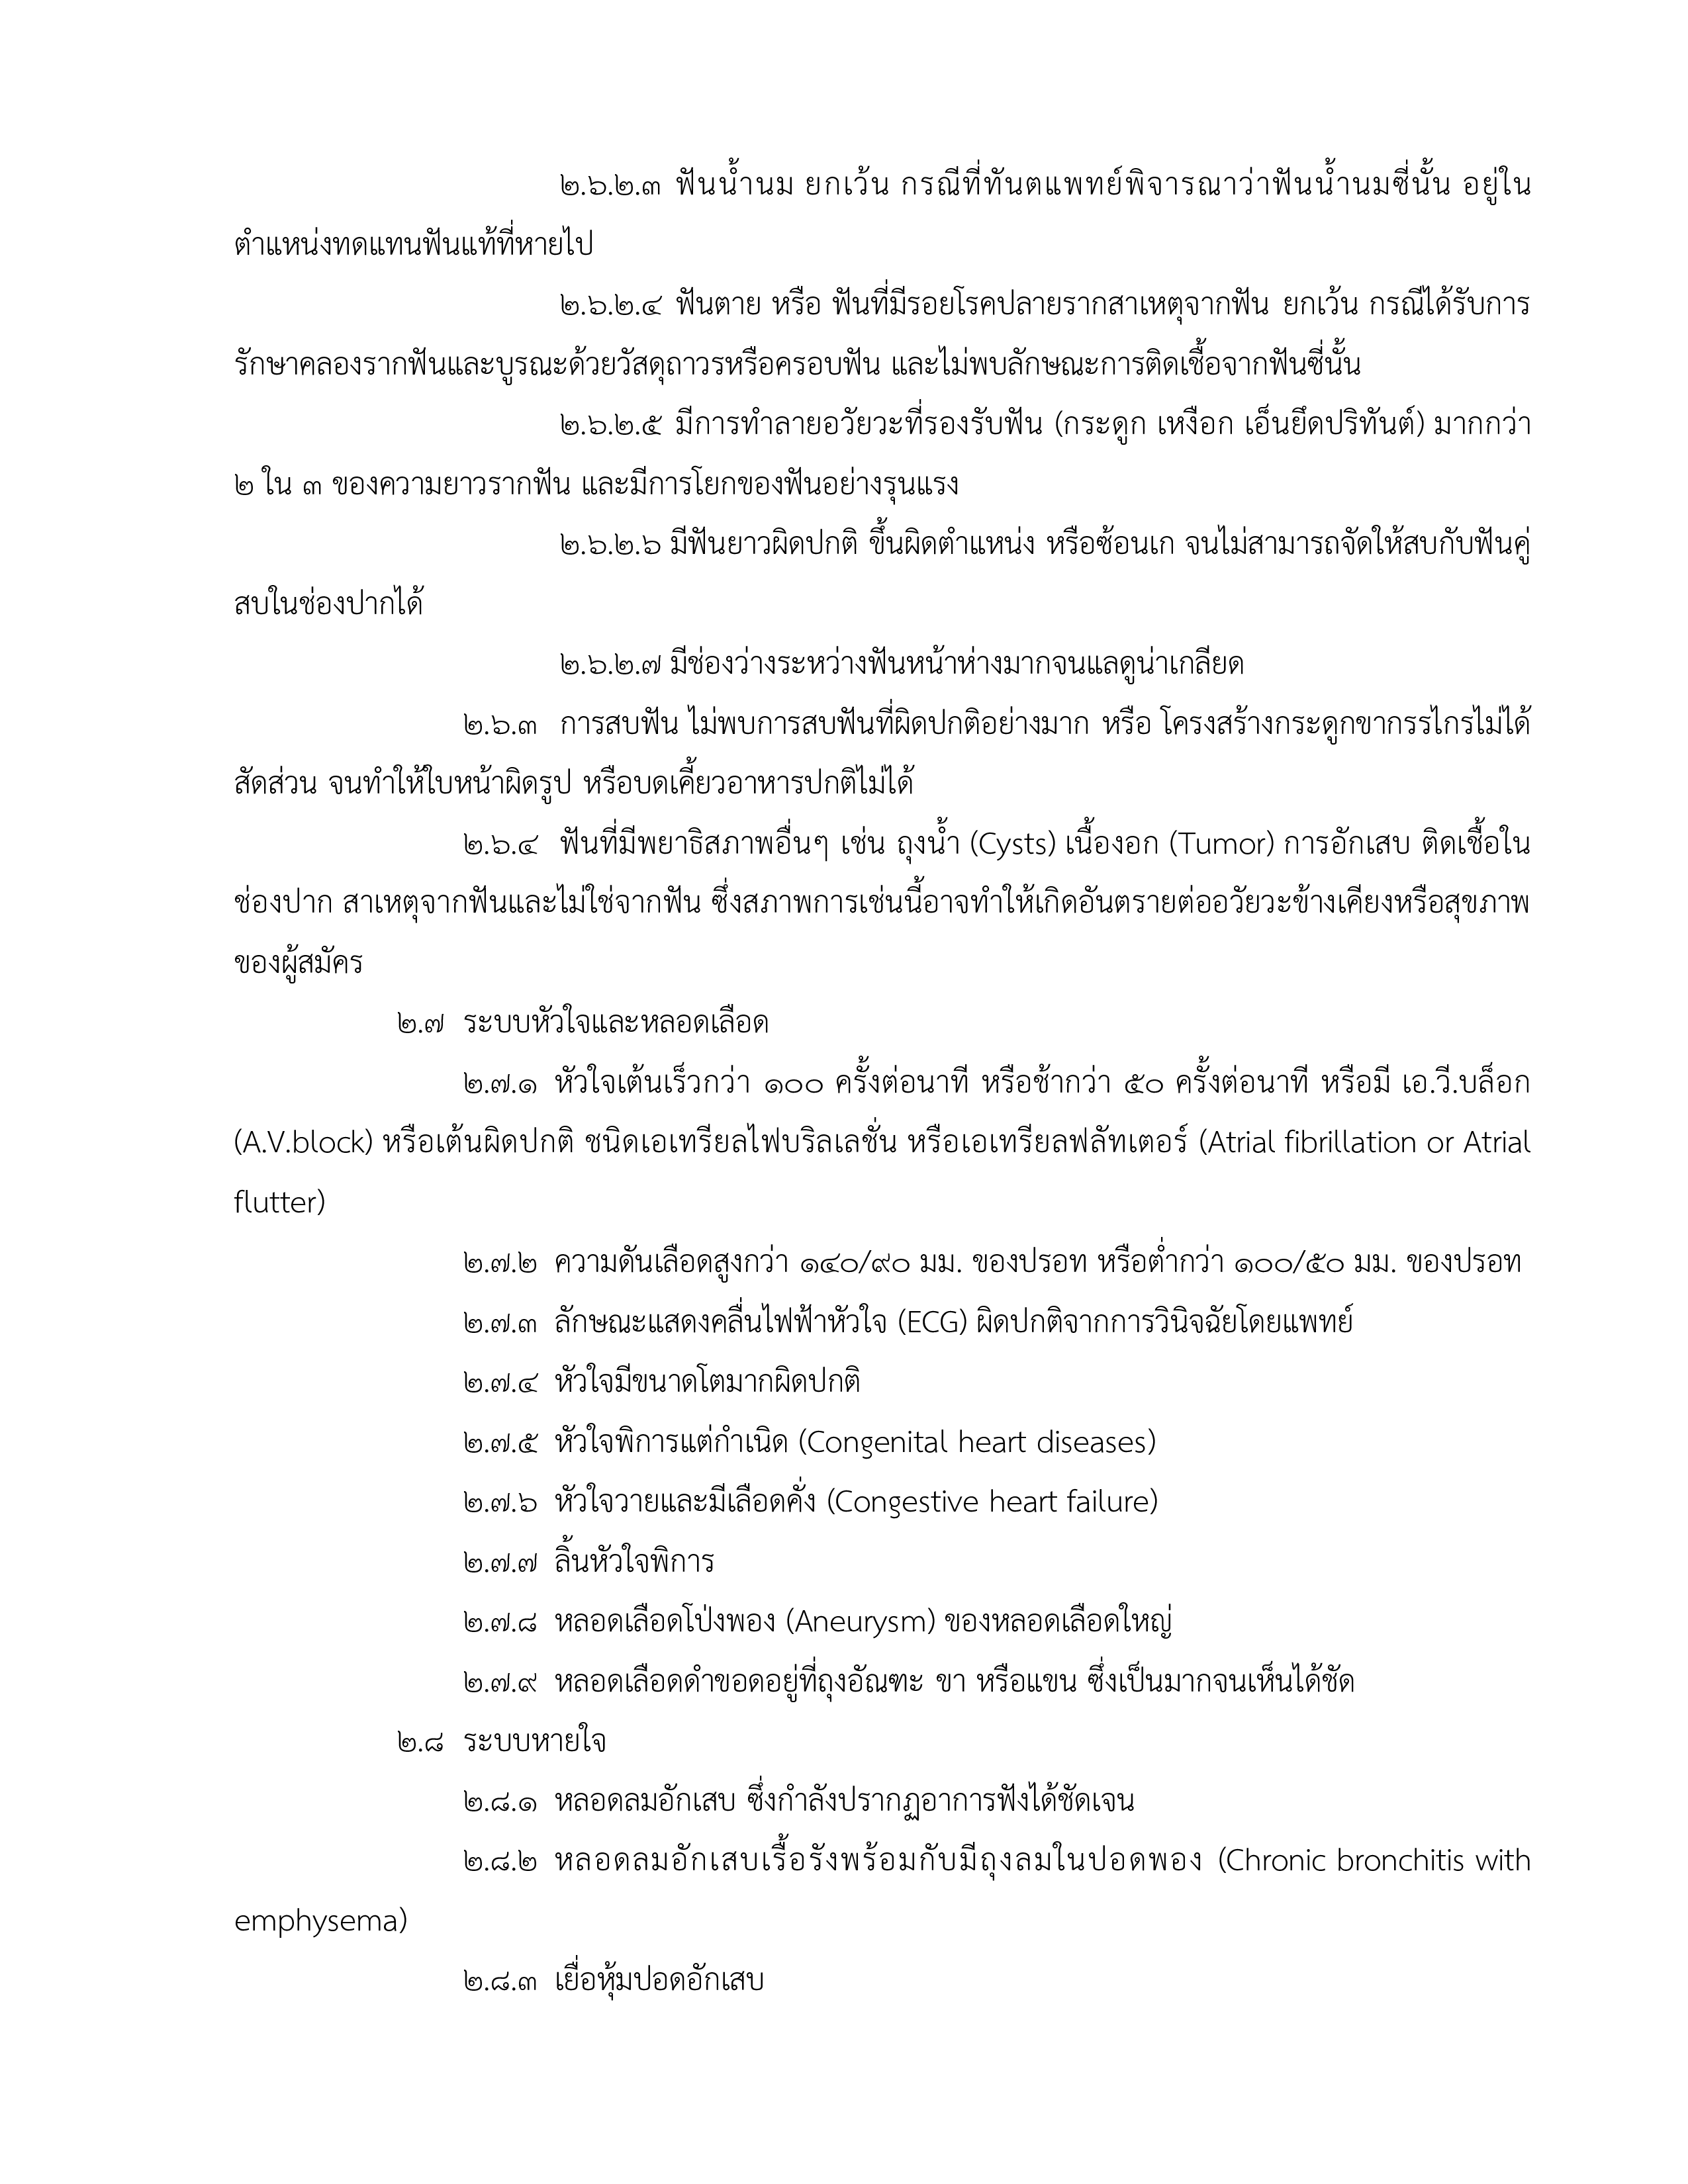 ๒.๖.๒.๓ ฟันน้ำนม ยกเว้น กรณีที่ทันตแพทย์พิจารณาว่าฟันน้ำนมซี่นั้น อยู่ใน
ตำแหน่งทดแทนฟันแท้ที่หายไป
๒.๖.๒.๔ ฟันตาย หรือ ฟันที่มีรอยโรคปลายรากสาเหตุจากฟัน ยกเว้น กรณีได้รับการ
รักษาคลองรากฟันและบูรณะด้วยวัสดุถาวรหรือครอบฟัน และไม่พบลักษณะการติดเชื้อจากฟันซี่นั้น
๒.๖.๒.๕ มีการทำลายอวัยวะที่รองรับฟัน (กระดูก เหงือก เอ็นยึดปริทันต์) มากกว่า
๒ ใน ๓ ของความยาวรากฟัน และมีการโยกของฟันอย่างรุนแรง
๒.๖.๒.๖ มีฟันยาวผิดปกติ ขึ้นผิดตำแหน่ง หรือซ้อนเก จนไม่สามารถจัดให้สบกับฟันคู่
สบในช่องปากได้
๒.๖.๒.๗ มีช่องว่างระหว่างฟันหน้าห่างมากจนแลดูน่าเกลียด
๒.๖.๓ การสบฟัน ไม่พบการสบฟันที่ผิดปกติอย่างมาก หรือ โครงสร้างกระดูกขากรรไกรไม่ได้
สัดส่วน จนทำให้ใบหน้าผิดรูป หรือบดเคี้ยวอาหารปกติไม่ได้
๒.๖.๔ ฟันที่มีพยาธิสภาพอื่นๆ เช่น ถุงน้ำ (Cysts) เนื้องอก (Tumor) การอักเสบ ติดเชื้อใน
ช่องปาก สาเหตุจากฟันและไม่ใช่จากฟัน ซึ่งสภาพการเช่นนี้อาจทำให้เกิดอันตรายต่ออวัยวะข้างเคียงหรือสุขภาพ
ของผู้สมัคร
๒.๗ ระบบหัวใจและหลอดเลือด
๒.๗.๑ หัวใจเต้นเร็วกว่า ๑๐๐ ครั้งต่อนาที หรือช้ากว่า ๕๐ ครั้งต่อนาที หรือมี เอ.วี.บล็อก
(A.V.block) หรือเต้นผิดปกติ ชนิดเอเทรียลไฟบริลเลชั่น หรือเอเทรียลฟลัทเตอร์ (Atrial fibrillation or Atrial
flutter)
๒.๗.๒ ความดันเลือดสูงกว่า ๑๔๐/๙๐ มม. ของปรอท หรือต่ำกว่า ๑๐๐/๕๐ มม. ของปรอท
๒.๗.๓ ลักษณะแสดงคลื่นไฟฟ้าหัวใจ (ECG) ผิดปกติจากการวินิจฉัยโดยแพทย์
๒.๗.๔ หัวใจมีขนาดโตมากผิดปกติ
๒.๗.๕ หัวใจพิการแต่กำเนิด (Congenital heart diseases)
๒.๗.๖ หัวใจวายและมีเลือดคั่ง (Congestive heart failure)
๒.๗.๗ ลิ้นหัวใจพิการ
๒.๗.๘ หลอดเลือดโป่งพอง (Aneurysm) ของหลอดเลือดใหญ่
๒.๗.๙ หลอดเลือดดำขอดอยู่ที่ถุงอัณฑะ ขา หรือแขน ซึ่งเป็นมากจนเห็นได้ชัด
๒.๘ ระบบหายใจ
๒.๘.๑ หลอดลมอักเสบ ซึ่งกำลังปรากฏอาการฟังได้ชัดเจน
๒.๘.๒ หลอดลมอักเสบเรื้อรังพร้อมกับมีถุงลมในปอดพอง (Chronic bronchitis with
emphysema)
๒.๘.๓ เยื่อหุ้มปอดอักเสบ